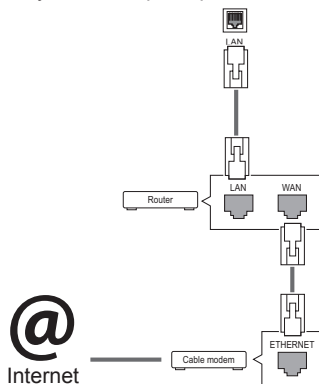 LAN
LAN WAN
Router
ETHERNET
@
Cable modem
Internet